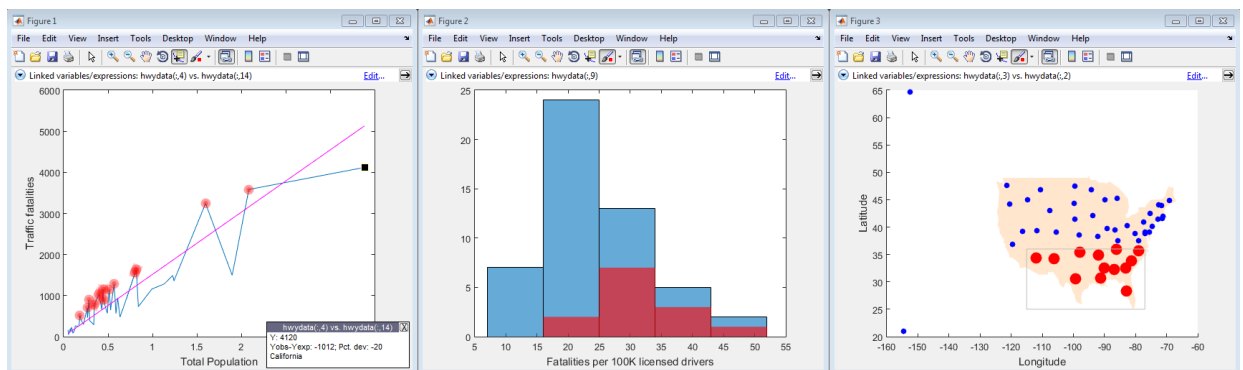 Figure 1
File Edit View Insert Tools Desktop Window Help
Linked variables/expressions: hwydata(:,4) vs. hwydata(:,14) Edit...
6000
5000
4000
3000
2000
1000
0
Traffic fatalities
0 0.5 1 1.5 2
Total Population
hwydata(:,4) vs. hwydata(:,14) X
Y: 4120
Yobs-Yexp: -1012; Pct. dev: -20
California
Figure 2
File Edit View Insert Tools Desktop Window Help
Linked variables/expressions: hwydata(:,9) Edit...
25
20
15
10
5
0
5 10 15 20 25 30 35 40 45 50 55
Fatalities per 100K licensed drivers
Figure 3
File Edit View Insert Tools Desktop Window Help
Linked variables/expressions: hwydata(:,3) vs. hwydata(:,2) Edit...
65
60
55
50
45
40
35
30
25
20
Latitude
-160 -150 -140 -130 -120 -110 -100 -90 -80 -70 -60
Longitude